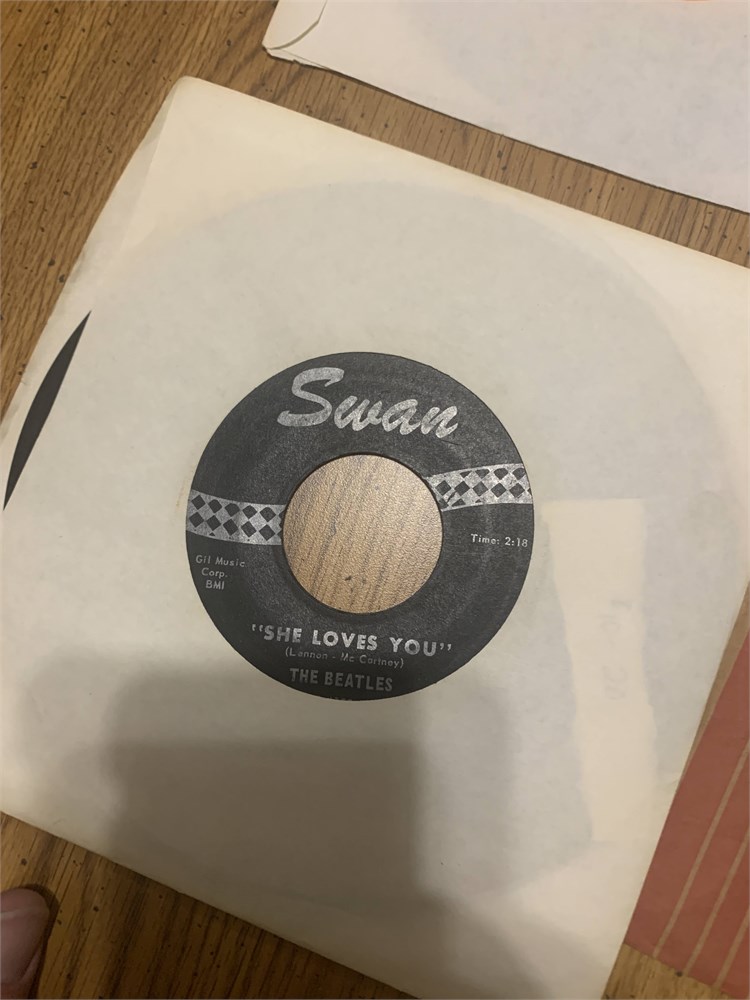 Swan
Time: 2:18
Gil Music
Corp.
BMI
"SHE LOVES YOU"
(Lennon - Mc Cartney)
THE BEATLES